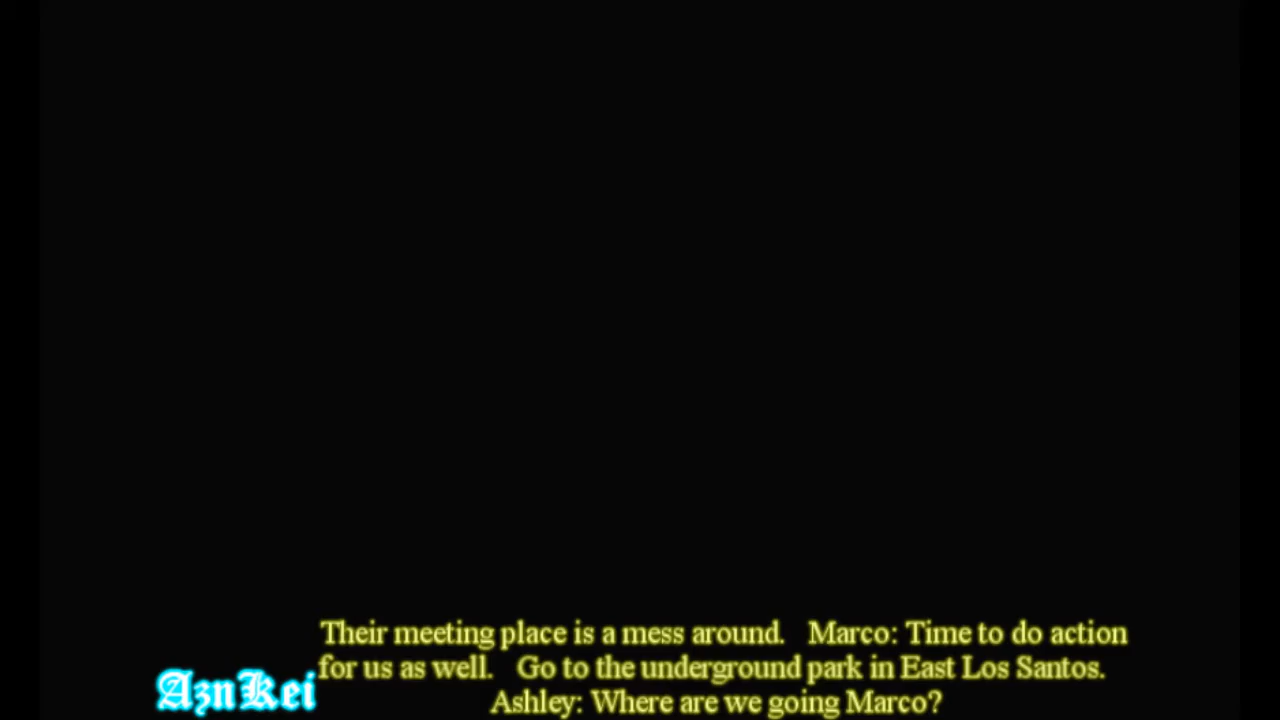 Their meeting place is a mess around.   Marco: Time to do action
for us as well.   Go to the underground park in East Los Santos.
Ashley: Where are we going Marco?
AznKei